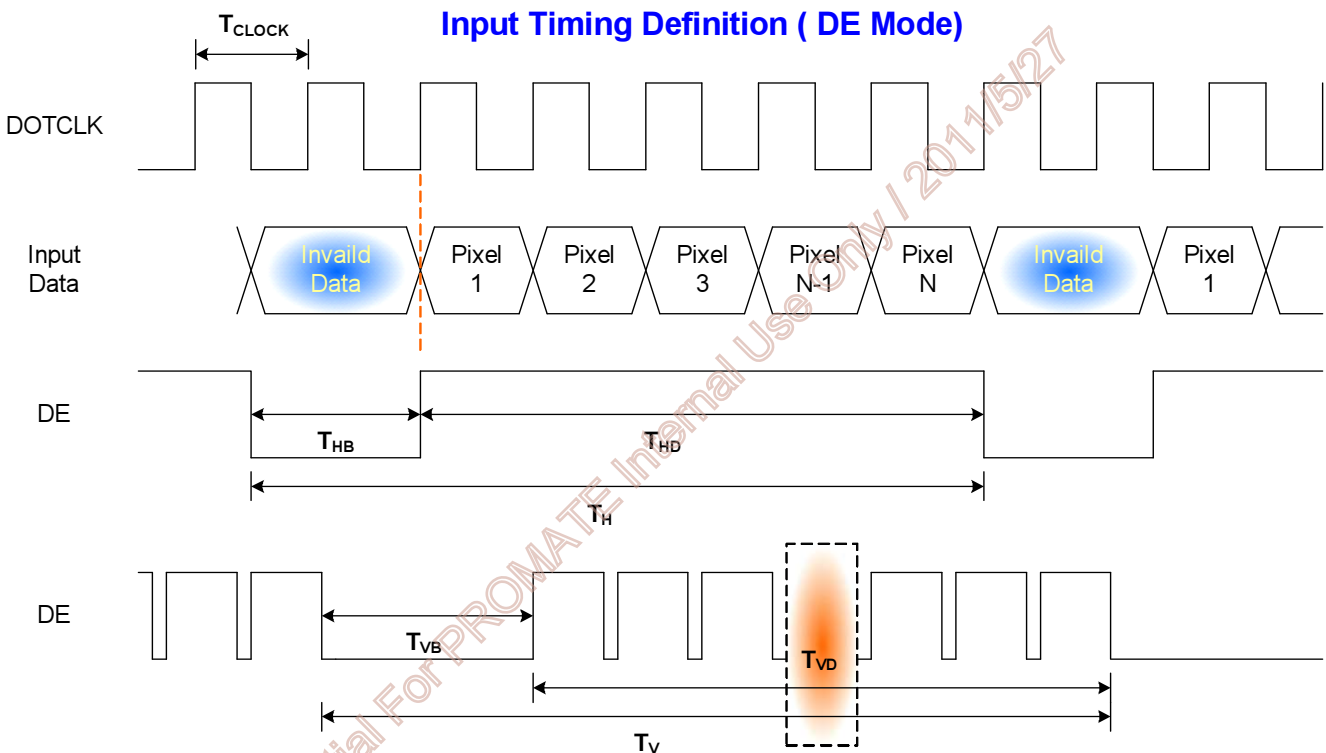 Input Timing Definition ( DE Mode)
TCLOCK
DOTCLK
Input
Data
Invaild
Data
Pixel
1
Pixel
2
Pixel
3
Pixel
N-1
Pixel
N
Invaild
Data
Pixel
1
DE
THB
THD
TH
DE
TVB
TVD
TV
For PROMATE Internal Use Only / 2011/5/27